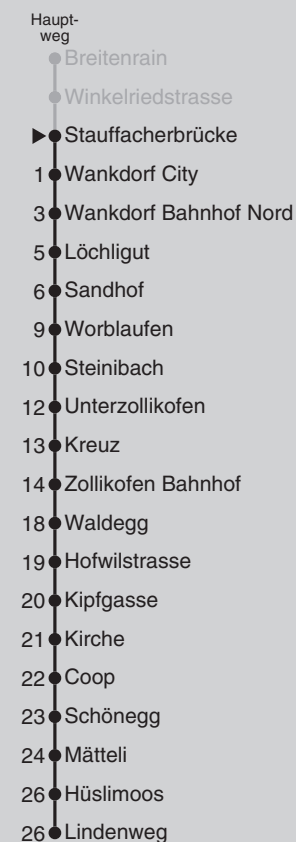 Haupt-
weg
Breitenrain
Winkelriedstrasse
Stauffacherbrücke
1 Wankdorf City
3 Wankdorf Bahnhof Nord
5 Löchligut
6 Sandhof
9 Worblaufen
10 Steinibach
12 Unterzollikofen
13 Kreuz
14 Zollikofen Bahnhof
18 Waldegg
19 Hofwilstrasse
20 Kipfgasse
21 Kirche
22 Coop
23 Schönegg
24 Mätteli
26 Hüslimoos
26 Lindenweg